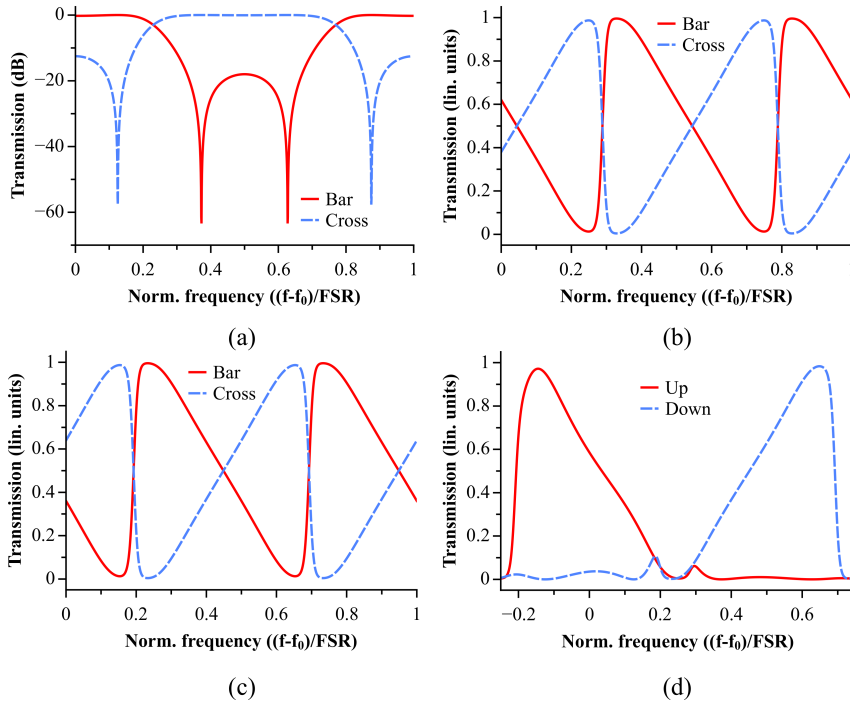 0
−20
−40
−60
Transmission (dB)
Bar
Cross
0 0.2 0.4 0.6 0.8 1
Norm. frequency ((f-f₀)/FSR)
(a)
1
0.8
0.6
0.4
0.2
0
Transmission (lin. units)
Bar
Cross
0 0.2 0.4 0.6 0.8
Norm. frequency ((f-f₀)/FSR)
(b)
1
0.8
0.6
0.4
0.2
0
Transmission (lin. units)
Bar
Cross
0 0.2 0.4 0.6 0.8 1
Norm. frequency ((f-f₀)/FSR)
(c)
1
0.8
0.6
0.4
0.2
0
Transmission (lin. units)
Up
Down
−0.2 0 0.2 0.4 0.6
Norm. frequency ((f-f₀)/FSR)
(d)